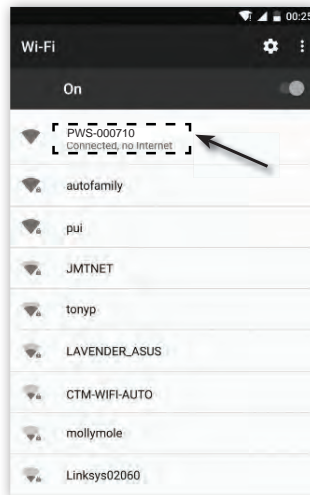 00:25
Wi-Fi
On
PWS-000710
Connected, no Internet
autofamily
pui
JMTNET
tonyp
LAVENDER_ASUS
CTM-WIFI-AUTO
mollymole
Linksys02060